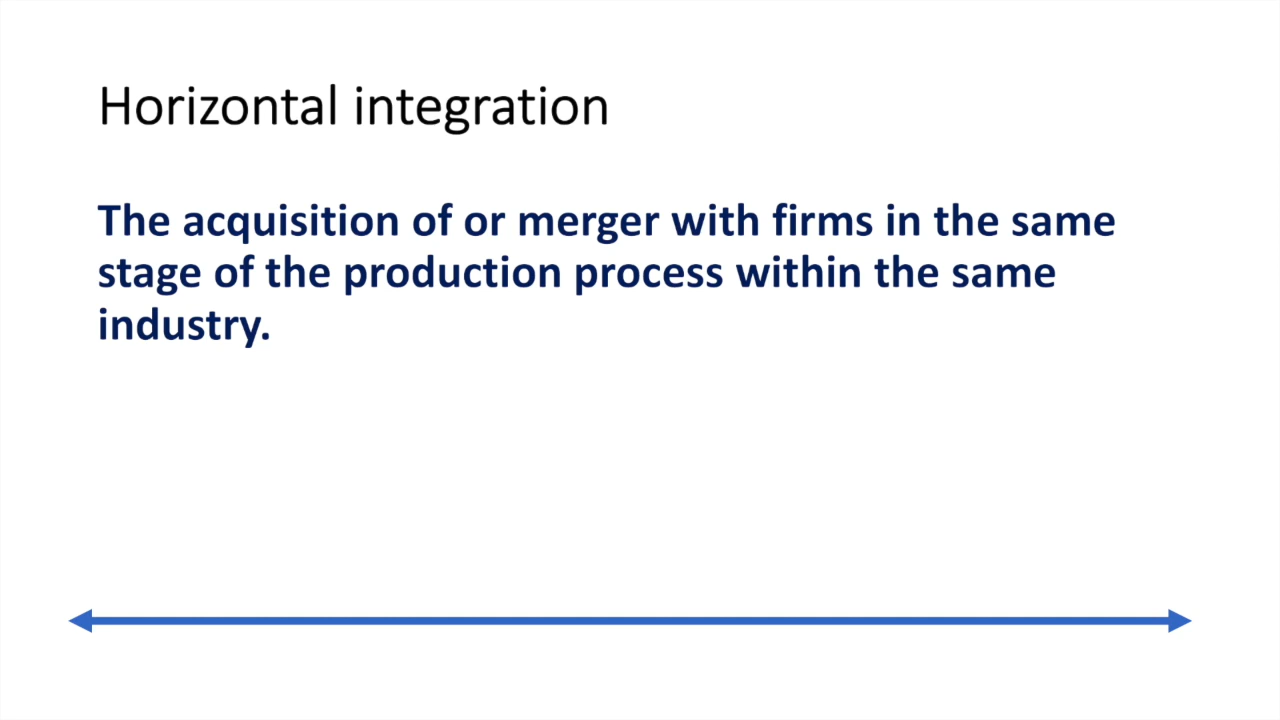 Horizontal integration
The acquisition of or merger with firms in the same
stage of the production process within the same
industry.